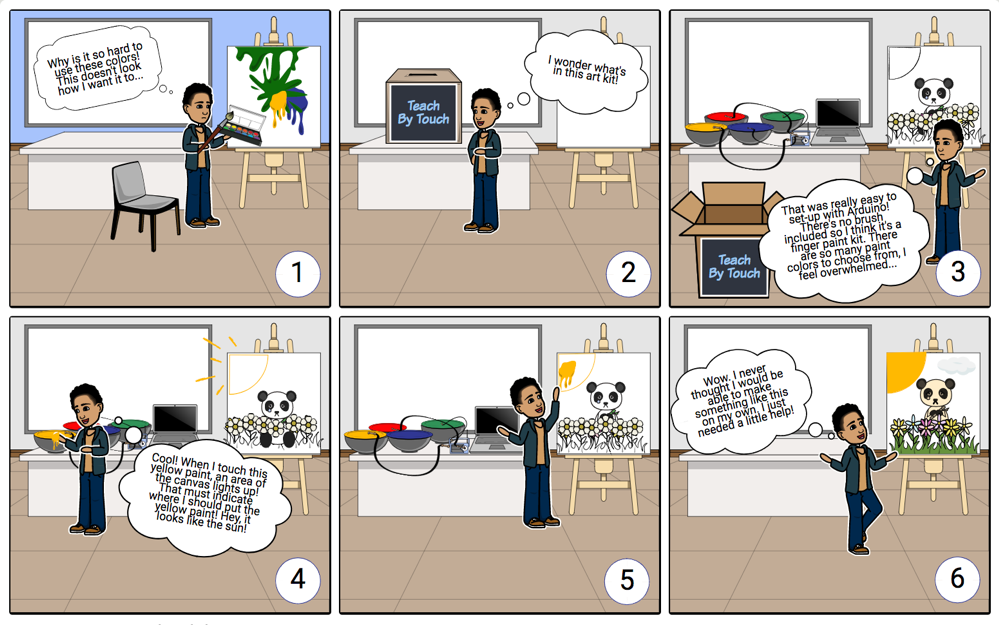 Why is it so hard to
use these colors!
This doesn't look
how I want it to...
1
I wonder what's
in this art kit!
Teach
By Touch
2
That was really easy to
set-up with Arduino!
There's no brush
included so I think it's a
finger paint kit. There
are so many paint
colors to choose from, I
feel overwhelmed...
Teach
By Touch
3
Cool! When I touch this
yellow paint, an area of
the canvas lights up!
That must indicate
where I should put the
yellow paint! Hey, it
looks like the sun!
4
5
Wow, I never
thought I would be
able to make
something like this
on my own, I just
needed a little help!
6